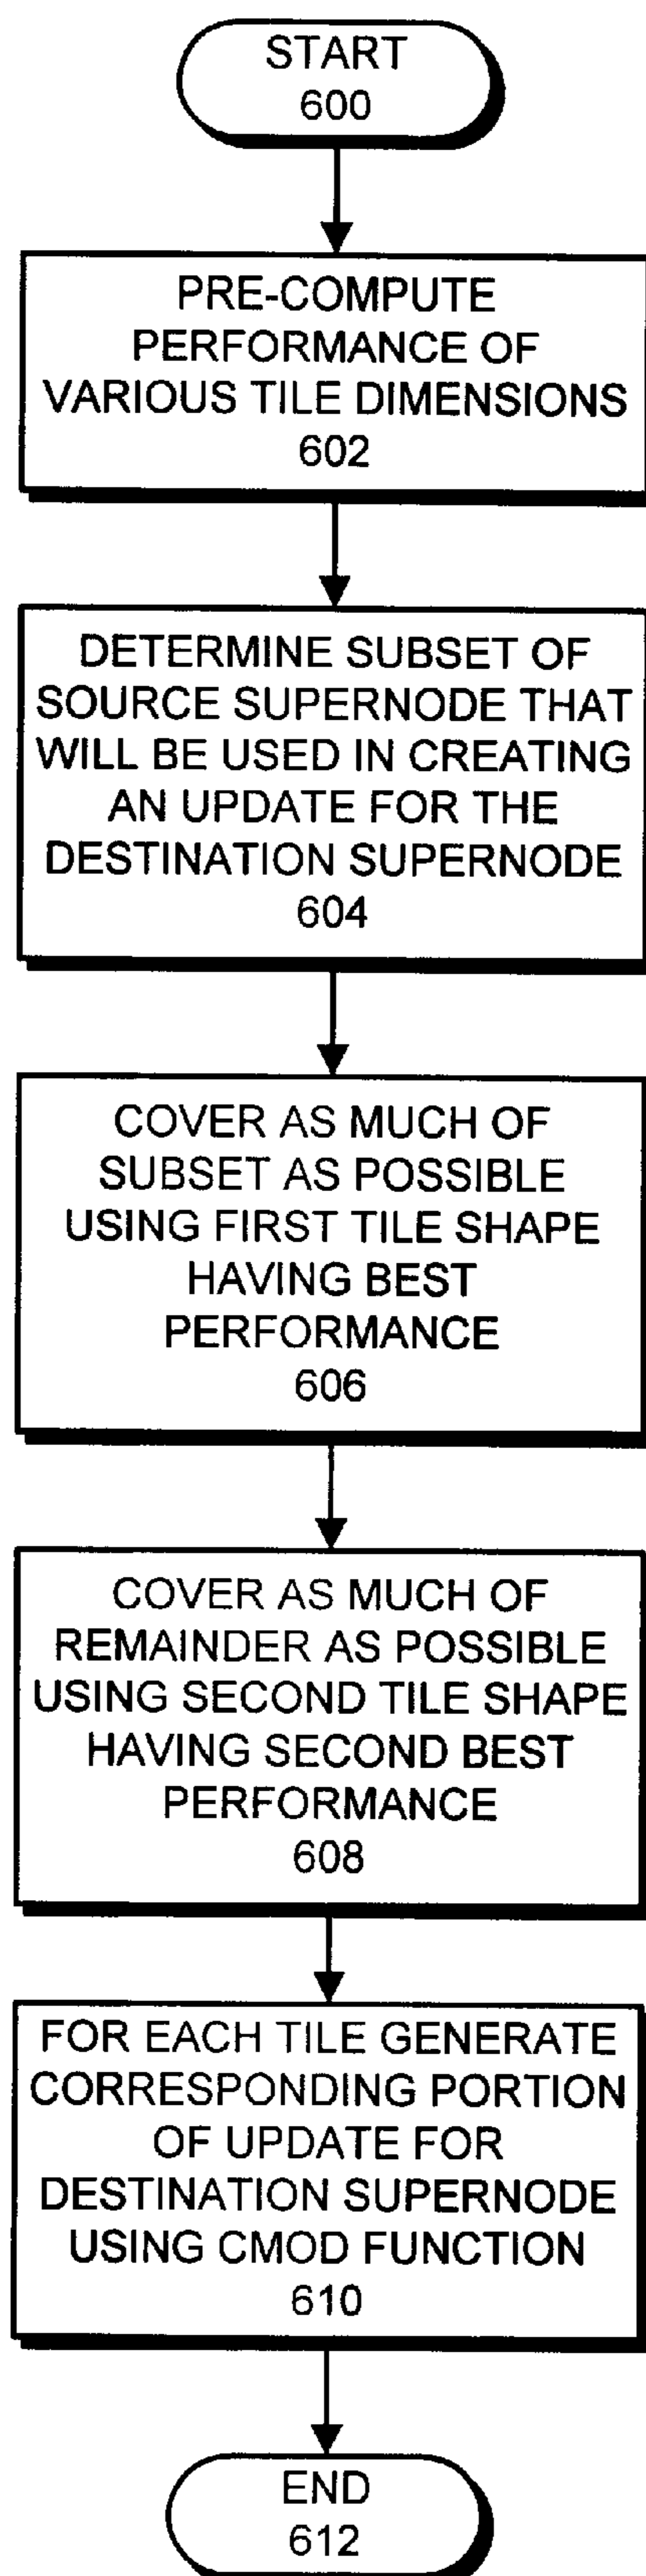 START
600
PRE-COMPUTE
PERFORMANCE OF
VARIOUS TILE DIMENSIONS
602
DETERMINE SUBSET OF
SOURCE SUPERNODE THAT
WILL BE USED IN CREATING
AN UPDATE FOR THE
DESTINATION SUPERNODE
604
COVER AS MUCH OF
SUBSET AS POSSIBLE
USING FIRST TILE SHAPE
HAVING BEST
PERFORMANCE
606
COVER AS MUCH OF
REMAINDER AS POSSIBLE
USING SECOND TILE SHAPE
HAVING SECOND BEST
PERFORMANCE
608
FOR EACH TILE GENERATE
CORRESPONDING PORTION
OF UPDATE FOR
DESTINATION SUPERNODE
USING CMOD FUNCTION
610
END
612